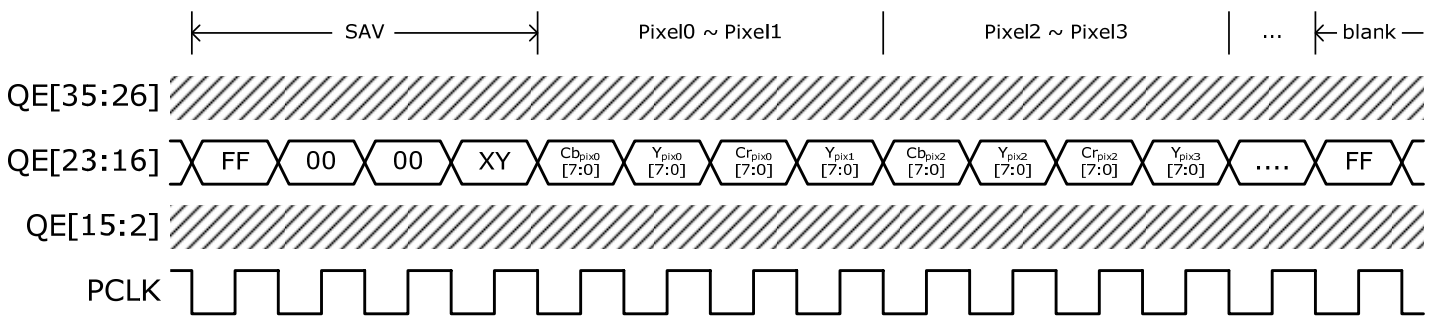 SAV Pixel0 ~ Pixel1 Pixel2 ~ Pixel3 ... blank
QE[35:26]
QE[23:16] FF 00 00 XY Cbpix0 [7:0] Ypix0 [7:0] Crpix0 [7:0] Ypix1 [7:0] Cbpix2 [7:0] Ypix2 [7:0] Crpix2 [7:0] Ypix3 [7:0] .... FF
QE[15:2]
PCLK